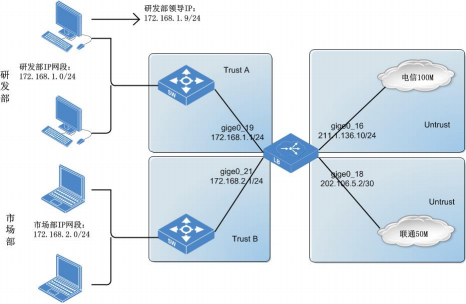 研发部领导IP:
172.168.1.9/24
研发部
研发部IP网段:
172.168.1.0/24
Trust A
SW
gige0_19
172.168.1.1/24
LB
gige0_16
211.1.136.10/24
电信100M
Untrust
市场部
市场部IP网段:
172.168.2.0/24
Trust B
SW
gige0_21
172.168.2.1/24
gige0_18
202.106.5.2/30
联通50M
Untrust